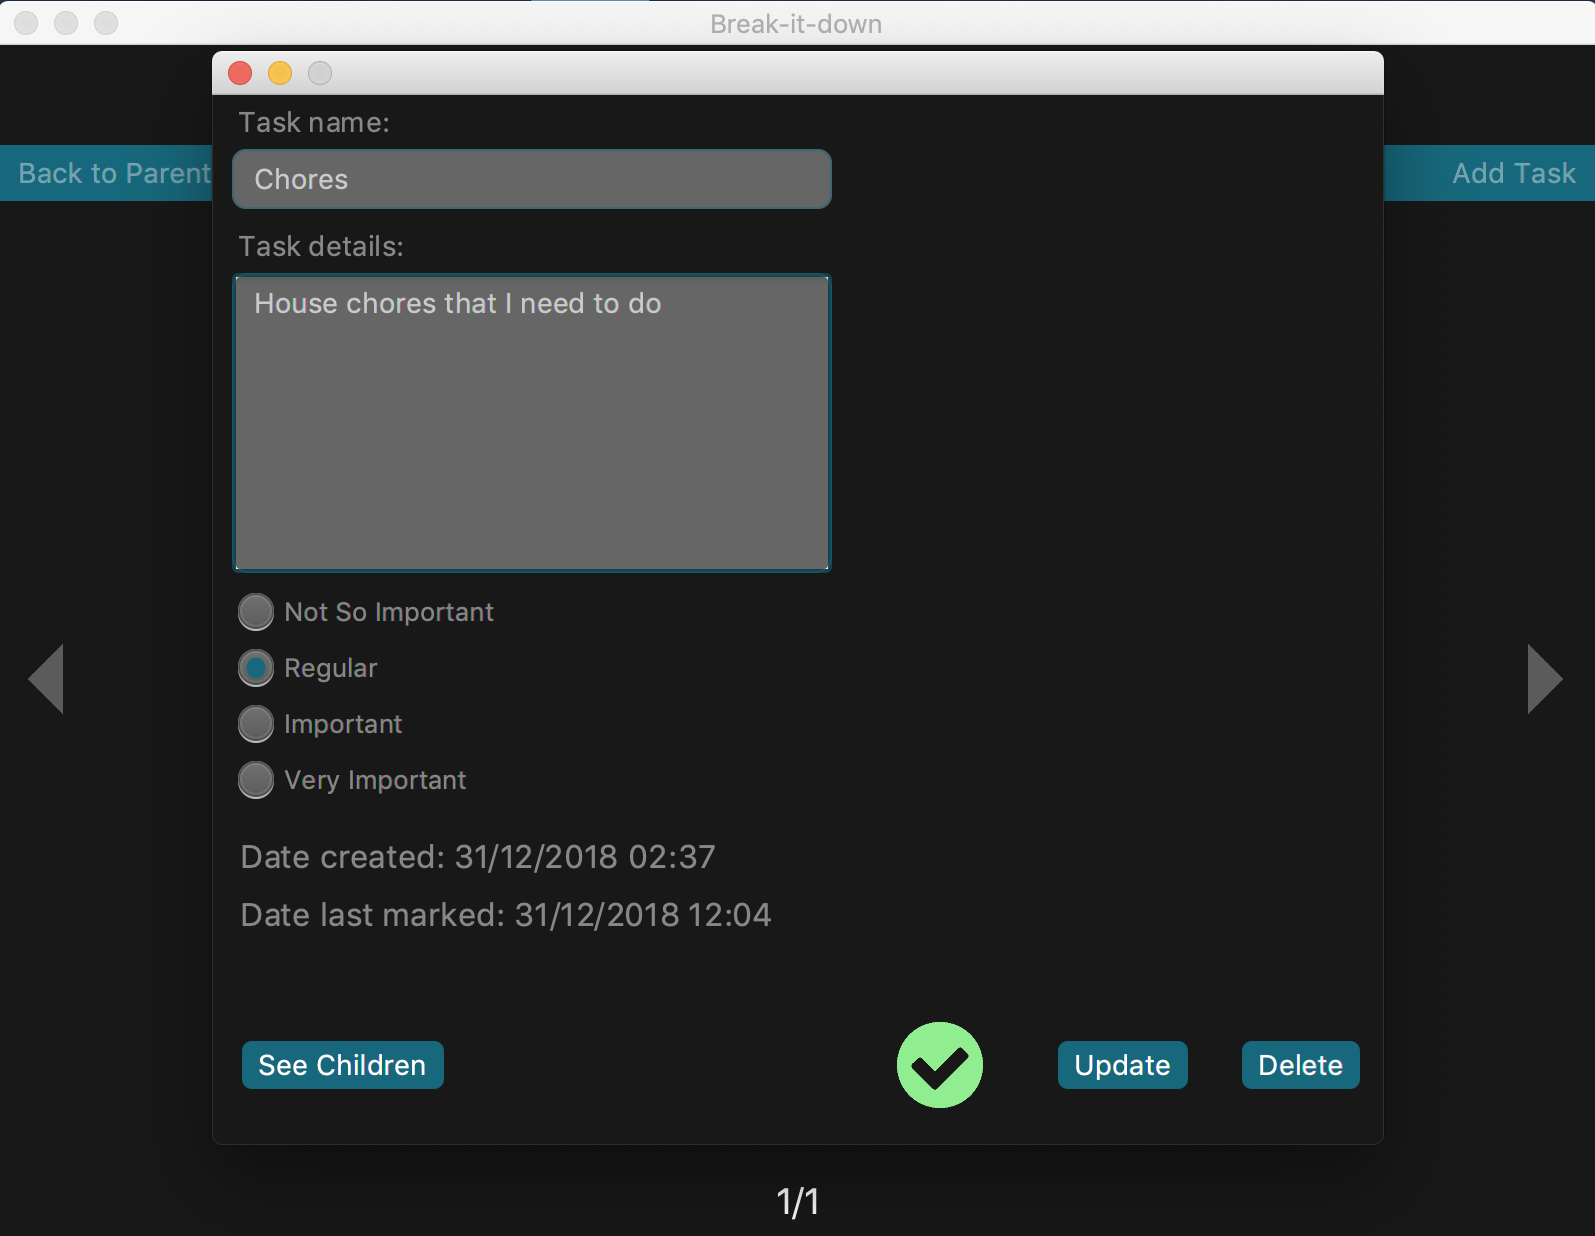 Break-it-down
Back to Parent
Add Task
Task name:
Chores
Task details:
House chores that I need to do
Not So Important
Regular
Important
Very Important
Date created: 31/12/2018 02:37
Date last marked: 31/12/2018 12:04
See Children
Update
Delete
1/1